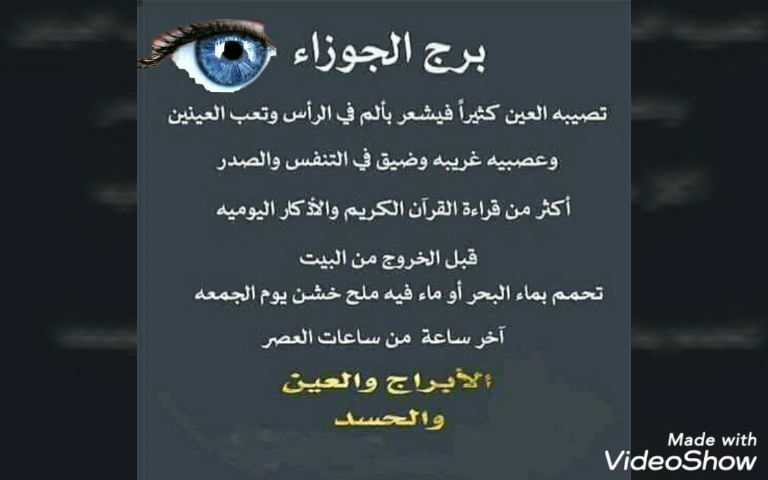 برج الجوزاء
تصيبه العين كثيراً فيشعر بألم في الرأس وتعب العينين
وعصبيه غريبه وضيق في التنفس والصدر
أكثر من قراءة القرآن الكريم والأذكار اليوميه
قبل الخروج من البيت
تحمم بماء البحر أو ماء فيه ملح خشن يوم الجمعه
آخر ساعة من ساعات العصر
الأبراج والعين
والحسد
Made with
VideoShow